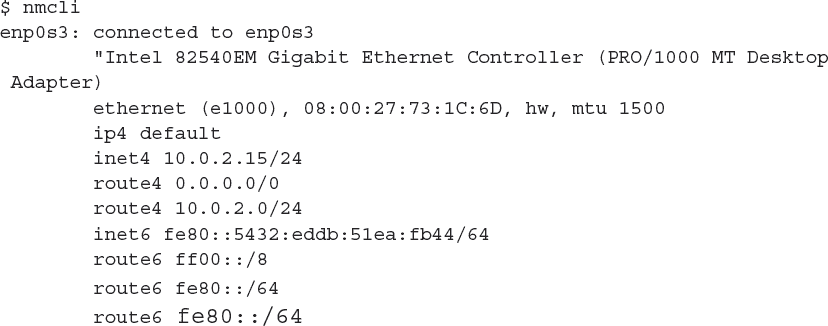 $ nmcli
enp0s3: connected to enp0s3
"Intel 82540EM Gigabit Ethernet Controller (PRO/1000 MT Desktop
Adapter)
ethernet (e1000), 08:00:27:73:1C:6D, hw, mtu 1500
ip4 default
inet4 10.0.2.15/24
route4 0.0.0.0/0
route4 10.0.2.0/24
inet6 fe80::5432:eddb:51ea:fb44/64
route6 ff00::/8
route6 fe80::/64
route6 fe80::/64